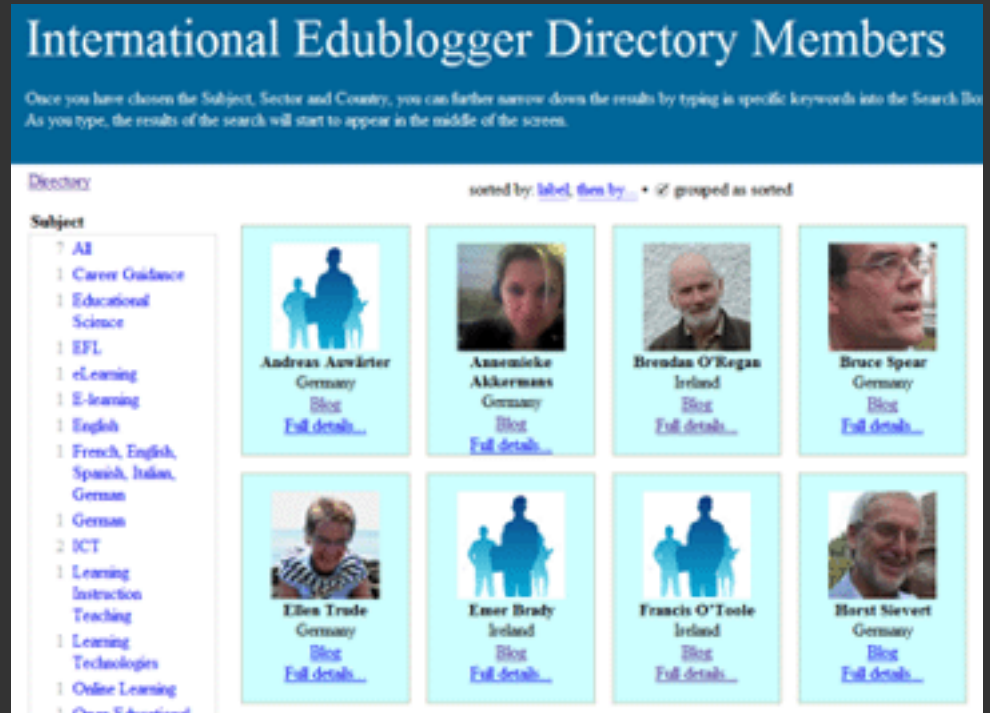 International Edublogger Directory Members
Once you have chosen the Subject, Sector and Country, you can further narrow down the results by typing in specific keywords into the Search Bo
As you type, the results of the search will start to appear in the middle of the screen.
Directory
sorted by: label, then by... • ☑ grouped as sorted
Subject
7 All
1 Career Guidance
1 Educational
Science
1 EFL
1 eLearning
1 E-learning
1 English
1 French, English,
Spanish, Italian,
German
1 German
2 ICT
1 Learning
Instruction
Teaching
1 Learning
Technologies
1 Online Learning
1 Open Educational
Andreas Auwärter
Germany
Blog
Full details...
Annemieke
Akkermans
Germany
Blog
Full details...
Brendan O'Regan
Ireland
Blog
Full details...
Bruce Spear
Germany
Blog
Full details...
Ellen Trude
Germany
Blog
Full details...
Emer Brady
Ireland
Blog
Full details...
Francis O'Toole
Ireland
Blog
Full details...
Horst Sievert
Germany
Blog
Full details...